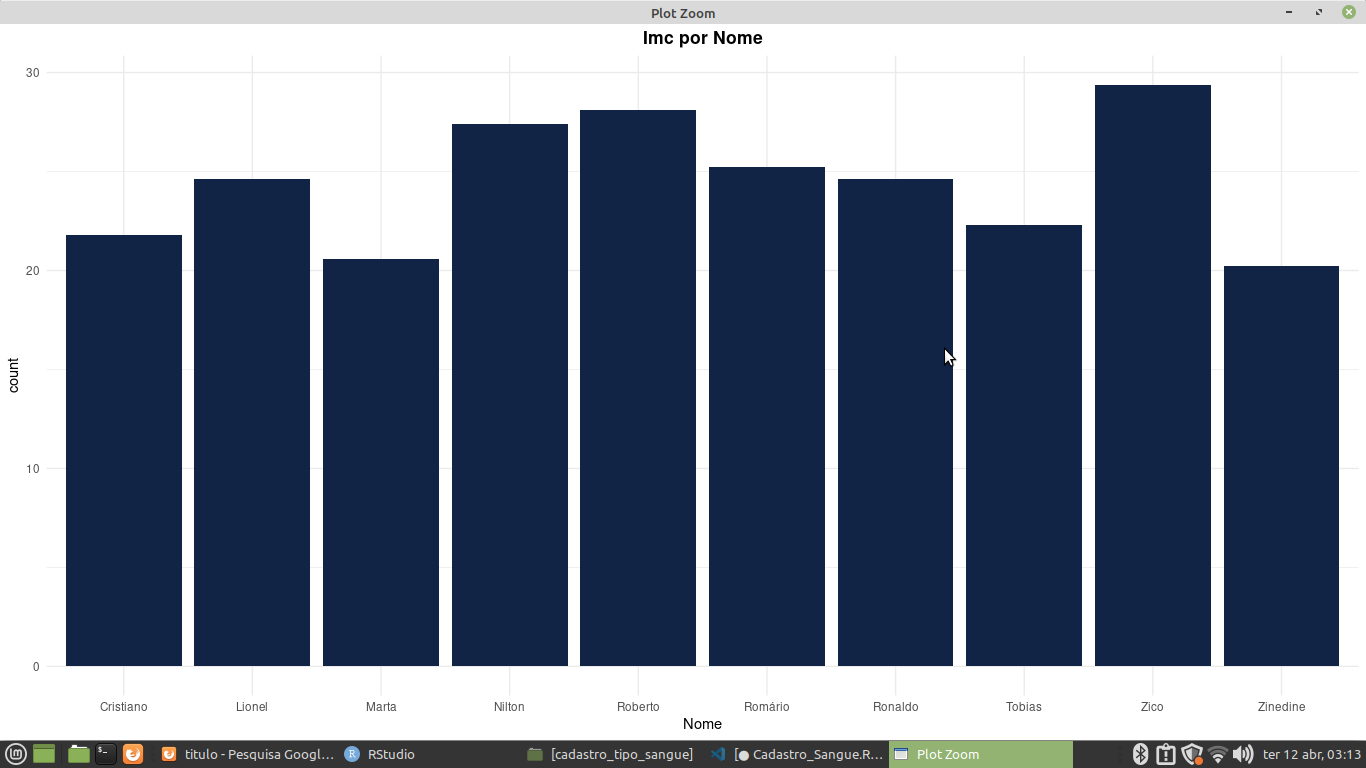 Plot Zoom
Imc por Nome
30
20
10
0
count
Cristiano Lionel Marta Nilton Roberto Romário Ronaldo Tobias Zico Zinedine
Nome
titulo - Pesquisa Googl... RStudio [cadastro_tipo_sangue] [● Cadastro_Sangue.R... Plot Zoom ter 12 abr, 03:13